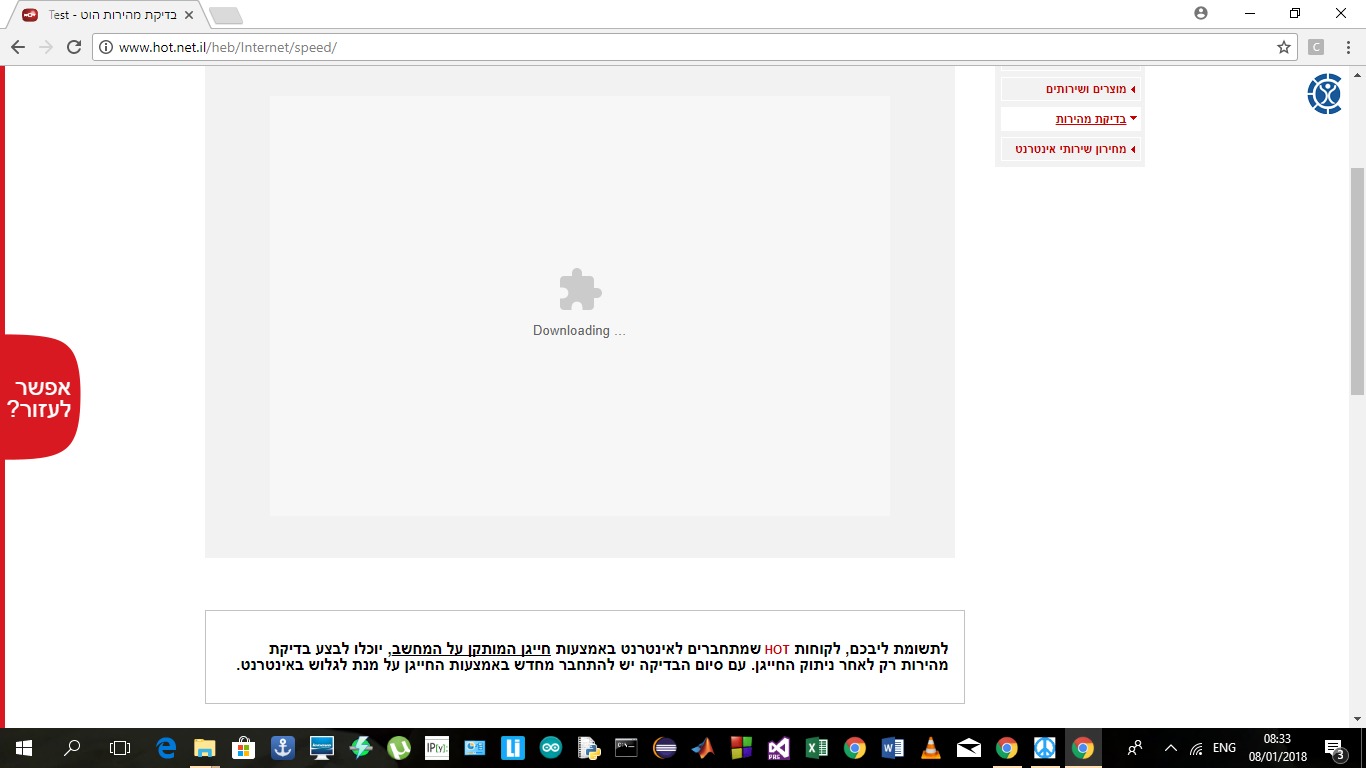 בדיקת מהירות הוט - Test
www.hot.net.il/heb/Internet/speed/
C
מוצרים ושירותים
בדיקת מהירות
מחירון שירותי אינטרנט
Downloading ...
אפשר
לעזור?
לתשומת ליבכם, לקוחות HOT שמתחברים לאינטרנט באמצעות חייגן המותקן על המחשב, יוכלו לבצע בדיקת
מהירות רק לאחר ניתוק החייגן. עם סיום הבדיקה יש להתחבר מחדש באמצעות החייגן על מנת לגלוש באינטרנט.
IP[y]:
Li
ENG
08:33
08/01/2018
3